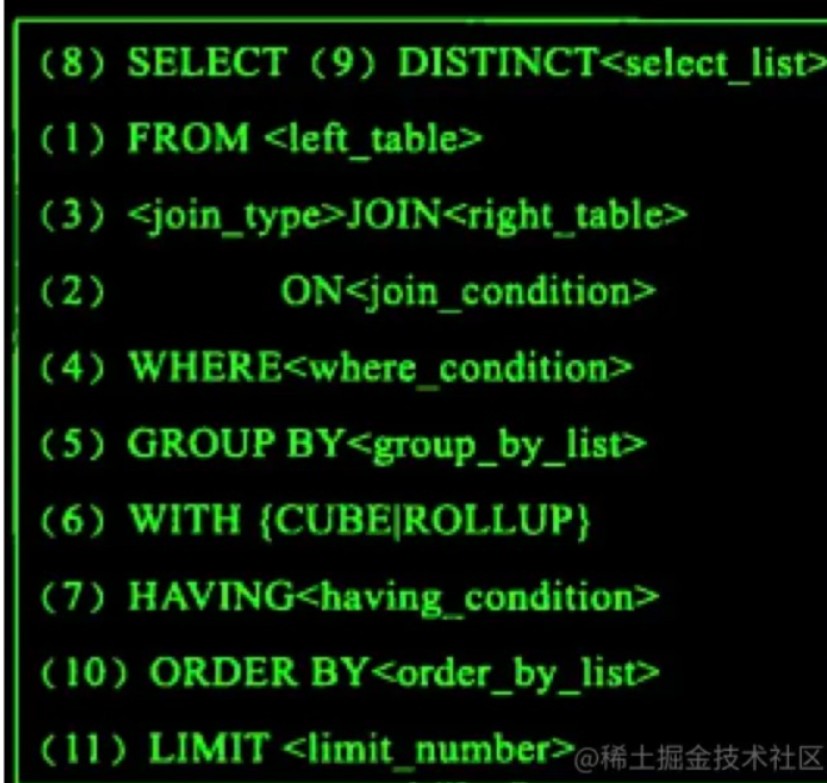 (8) SELECT (9) DISTINCT<select_list>
(1) FROM <left_table>
(3) <join_type>JOIN<right_table>
(2) ON<join_condition>
(4) WHERE<where_condition>
(5) GROUP BY<group_by_list>
(6) WITH {CUBE|ROLLUP}
(7) HAVING<having_condition>
(10) ORDER BY<order_by_list>
(11) LIMIT <limit_number>
@稀土掘金技术社区